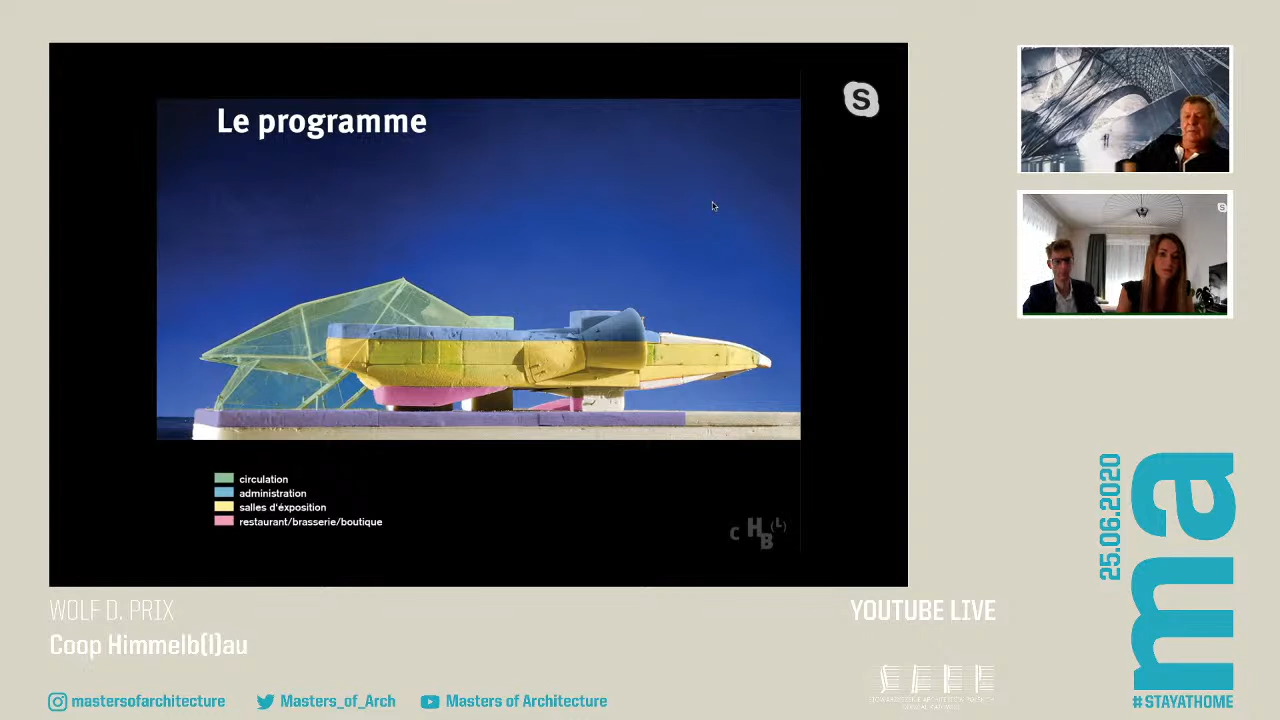 Le programme
circulation
administration
salles d'éxposition
restaurant/brasserie/boutique
C H B (L)
WOLF D. PRIX
Coop Himmelb(l)au
YOUTUBE LIVE
mastersofarchitecture
Masters_of_Arch
Masters of Architecture
25.06.2020
ma
#STAYATHOME